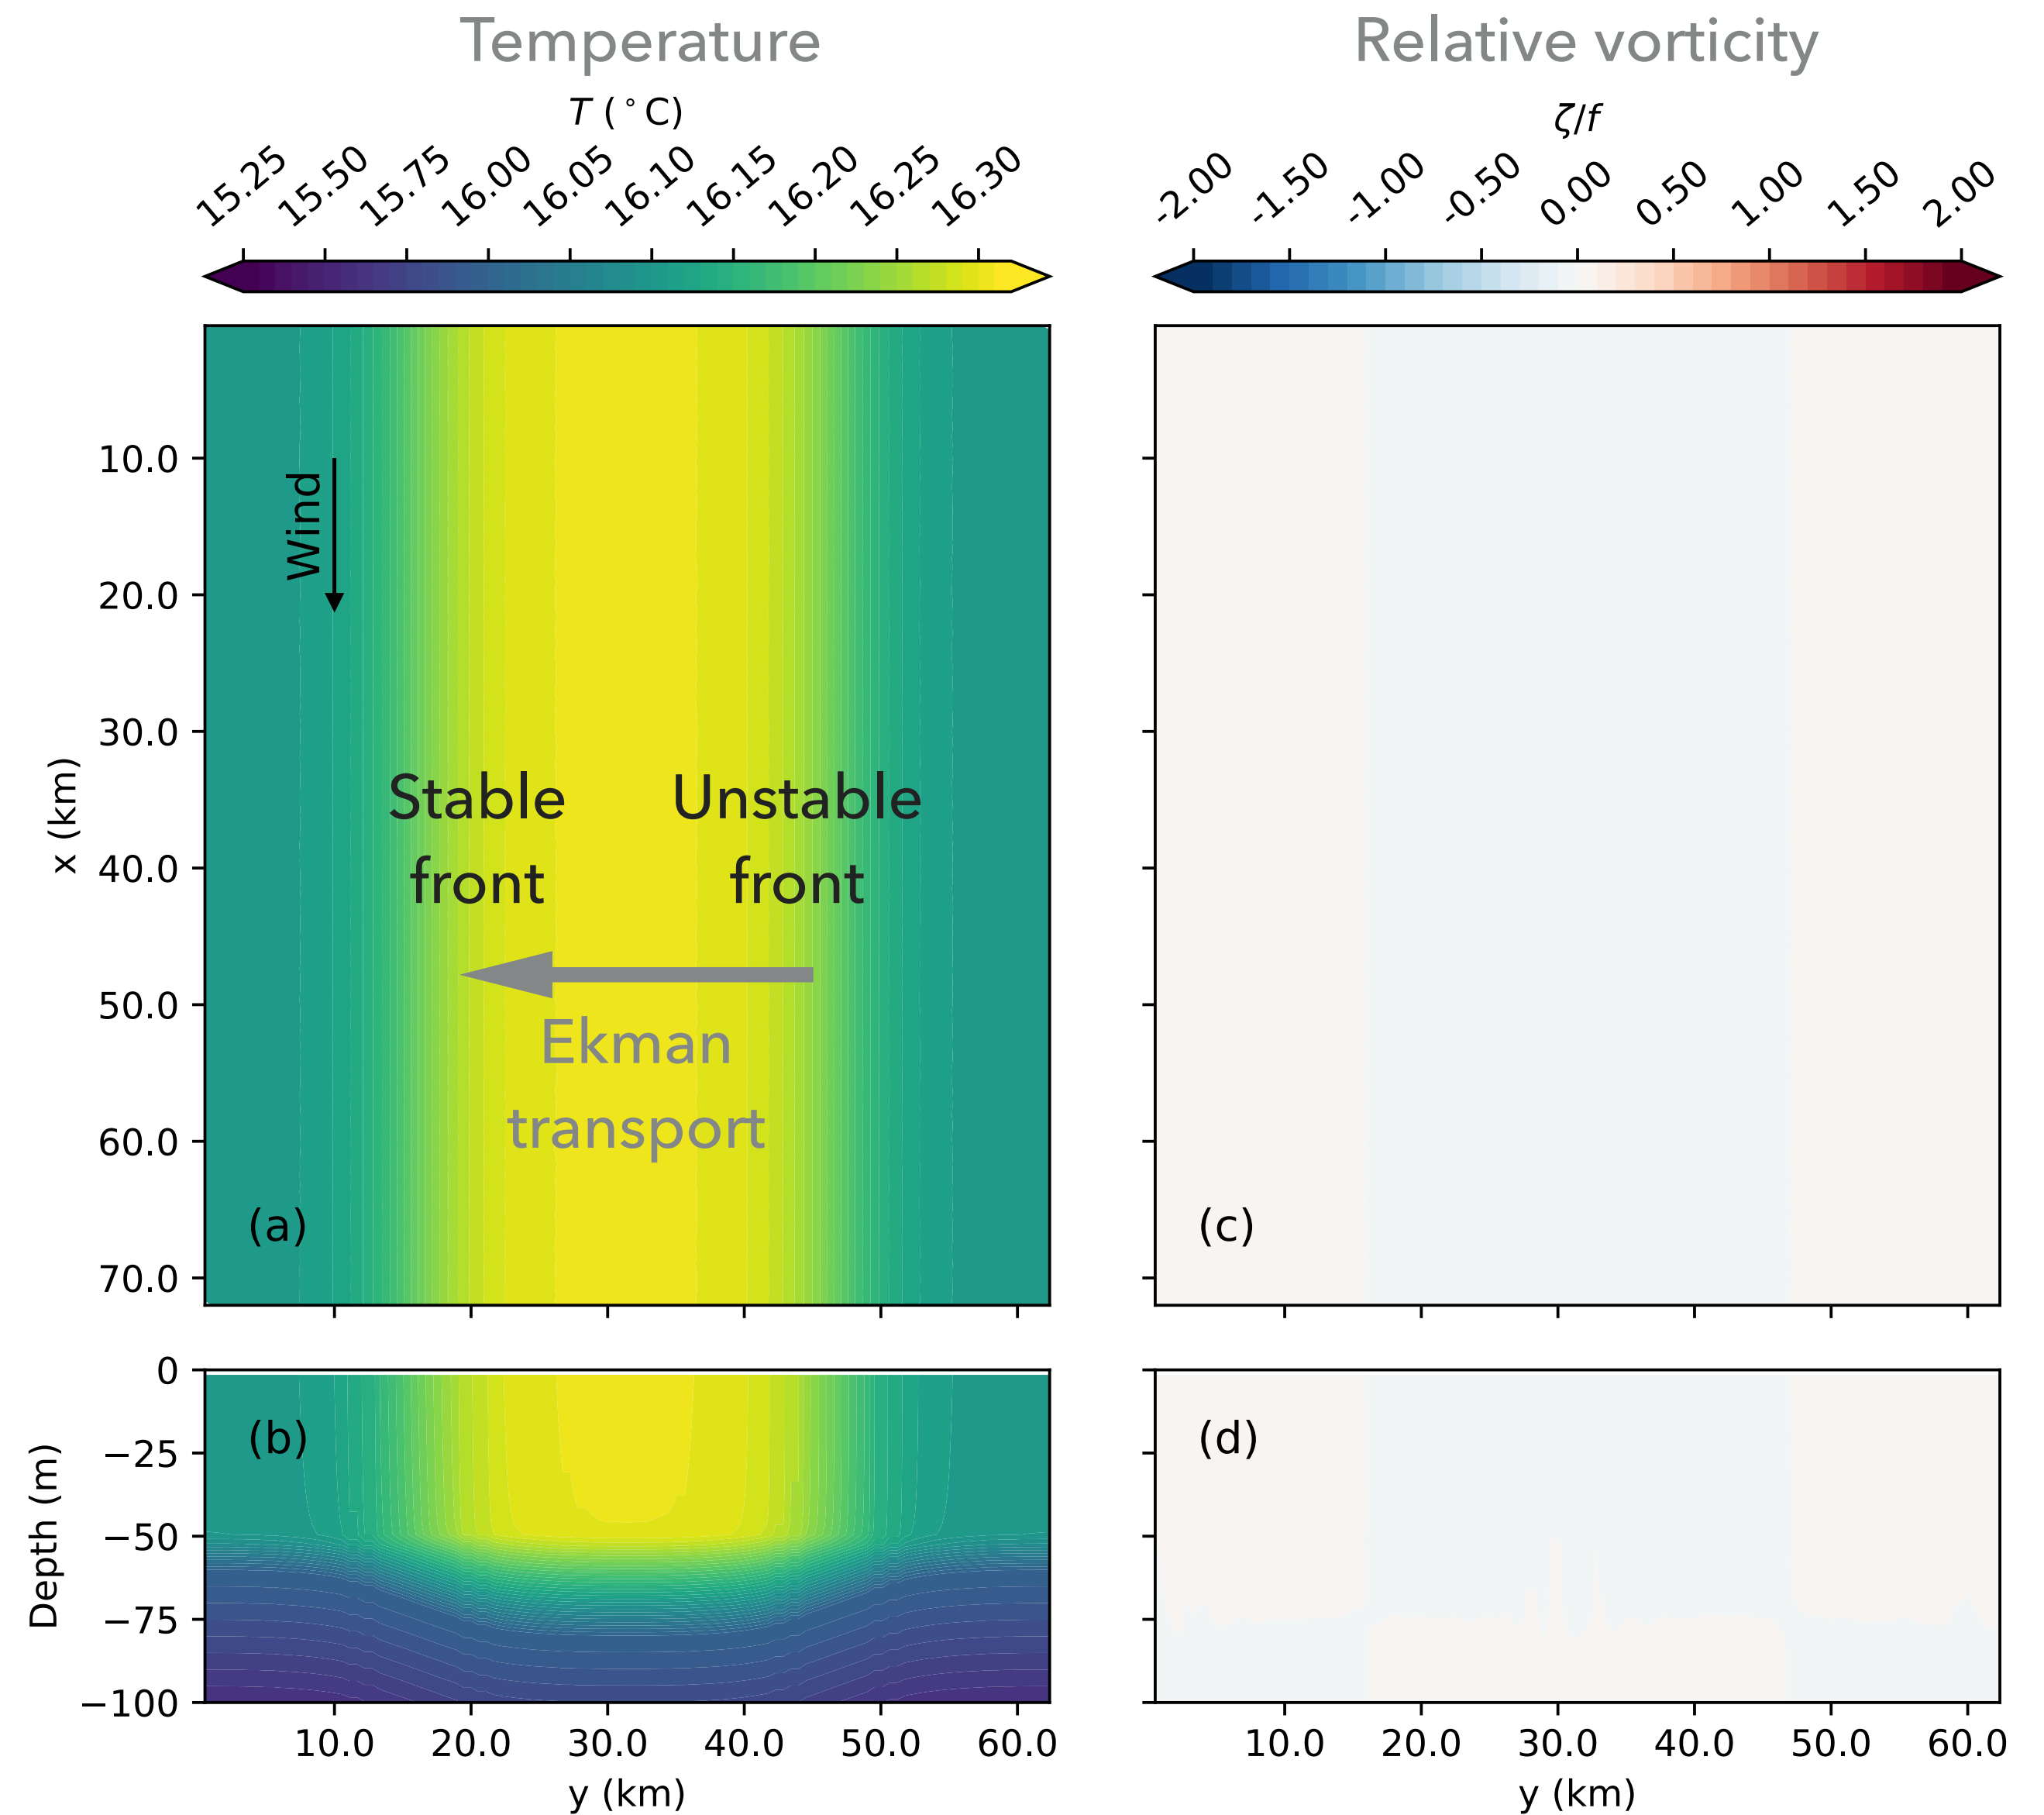 Temperature
Relative vorticity
T (°C)
ζ/f
15.25 15.50 15.75 16.00 16.05 16.10 16.15 16.20 16.25 16.30
-2.00 -1.50 -1.00 -0.50 0.00 0.50 1.00 1.50 2.00
10.0
20.0
30.0
40.0
50.0
60.0
70.0
x (km)
Wind
Stable
front
Unstable
front
Ekman
transport
(a)
(c)
0
−25
−50
−75
−100
Depth (m)
(b)
(d)
10.0 20.0 30.0 40.0 50.0 60.0
y (km)
10.0 20.0 30.0 40.0 50.0 60.0
y (km)